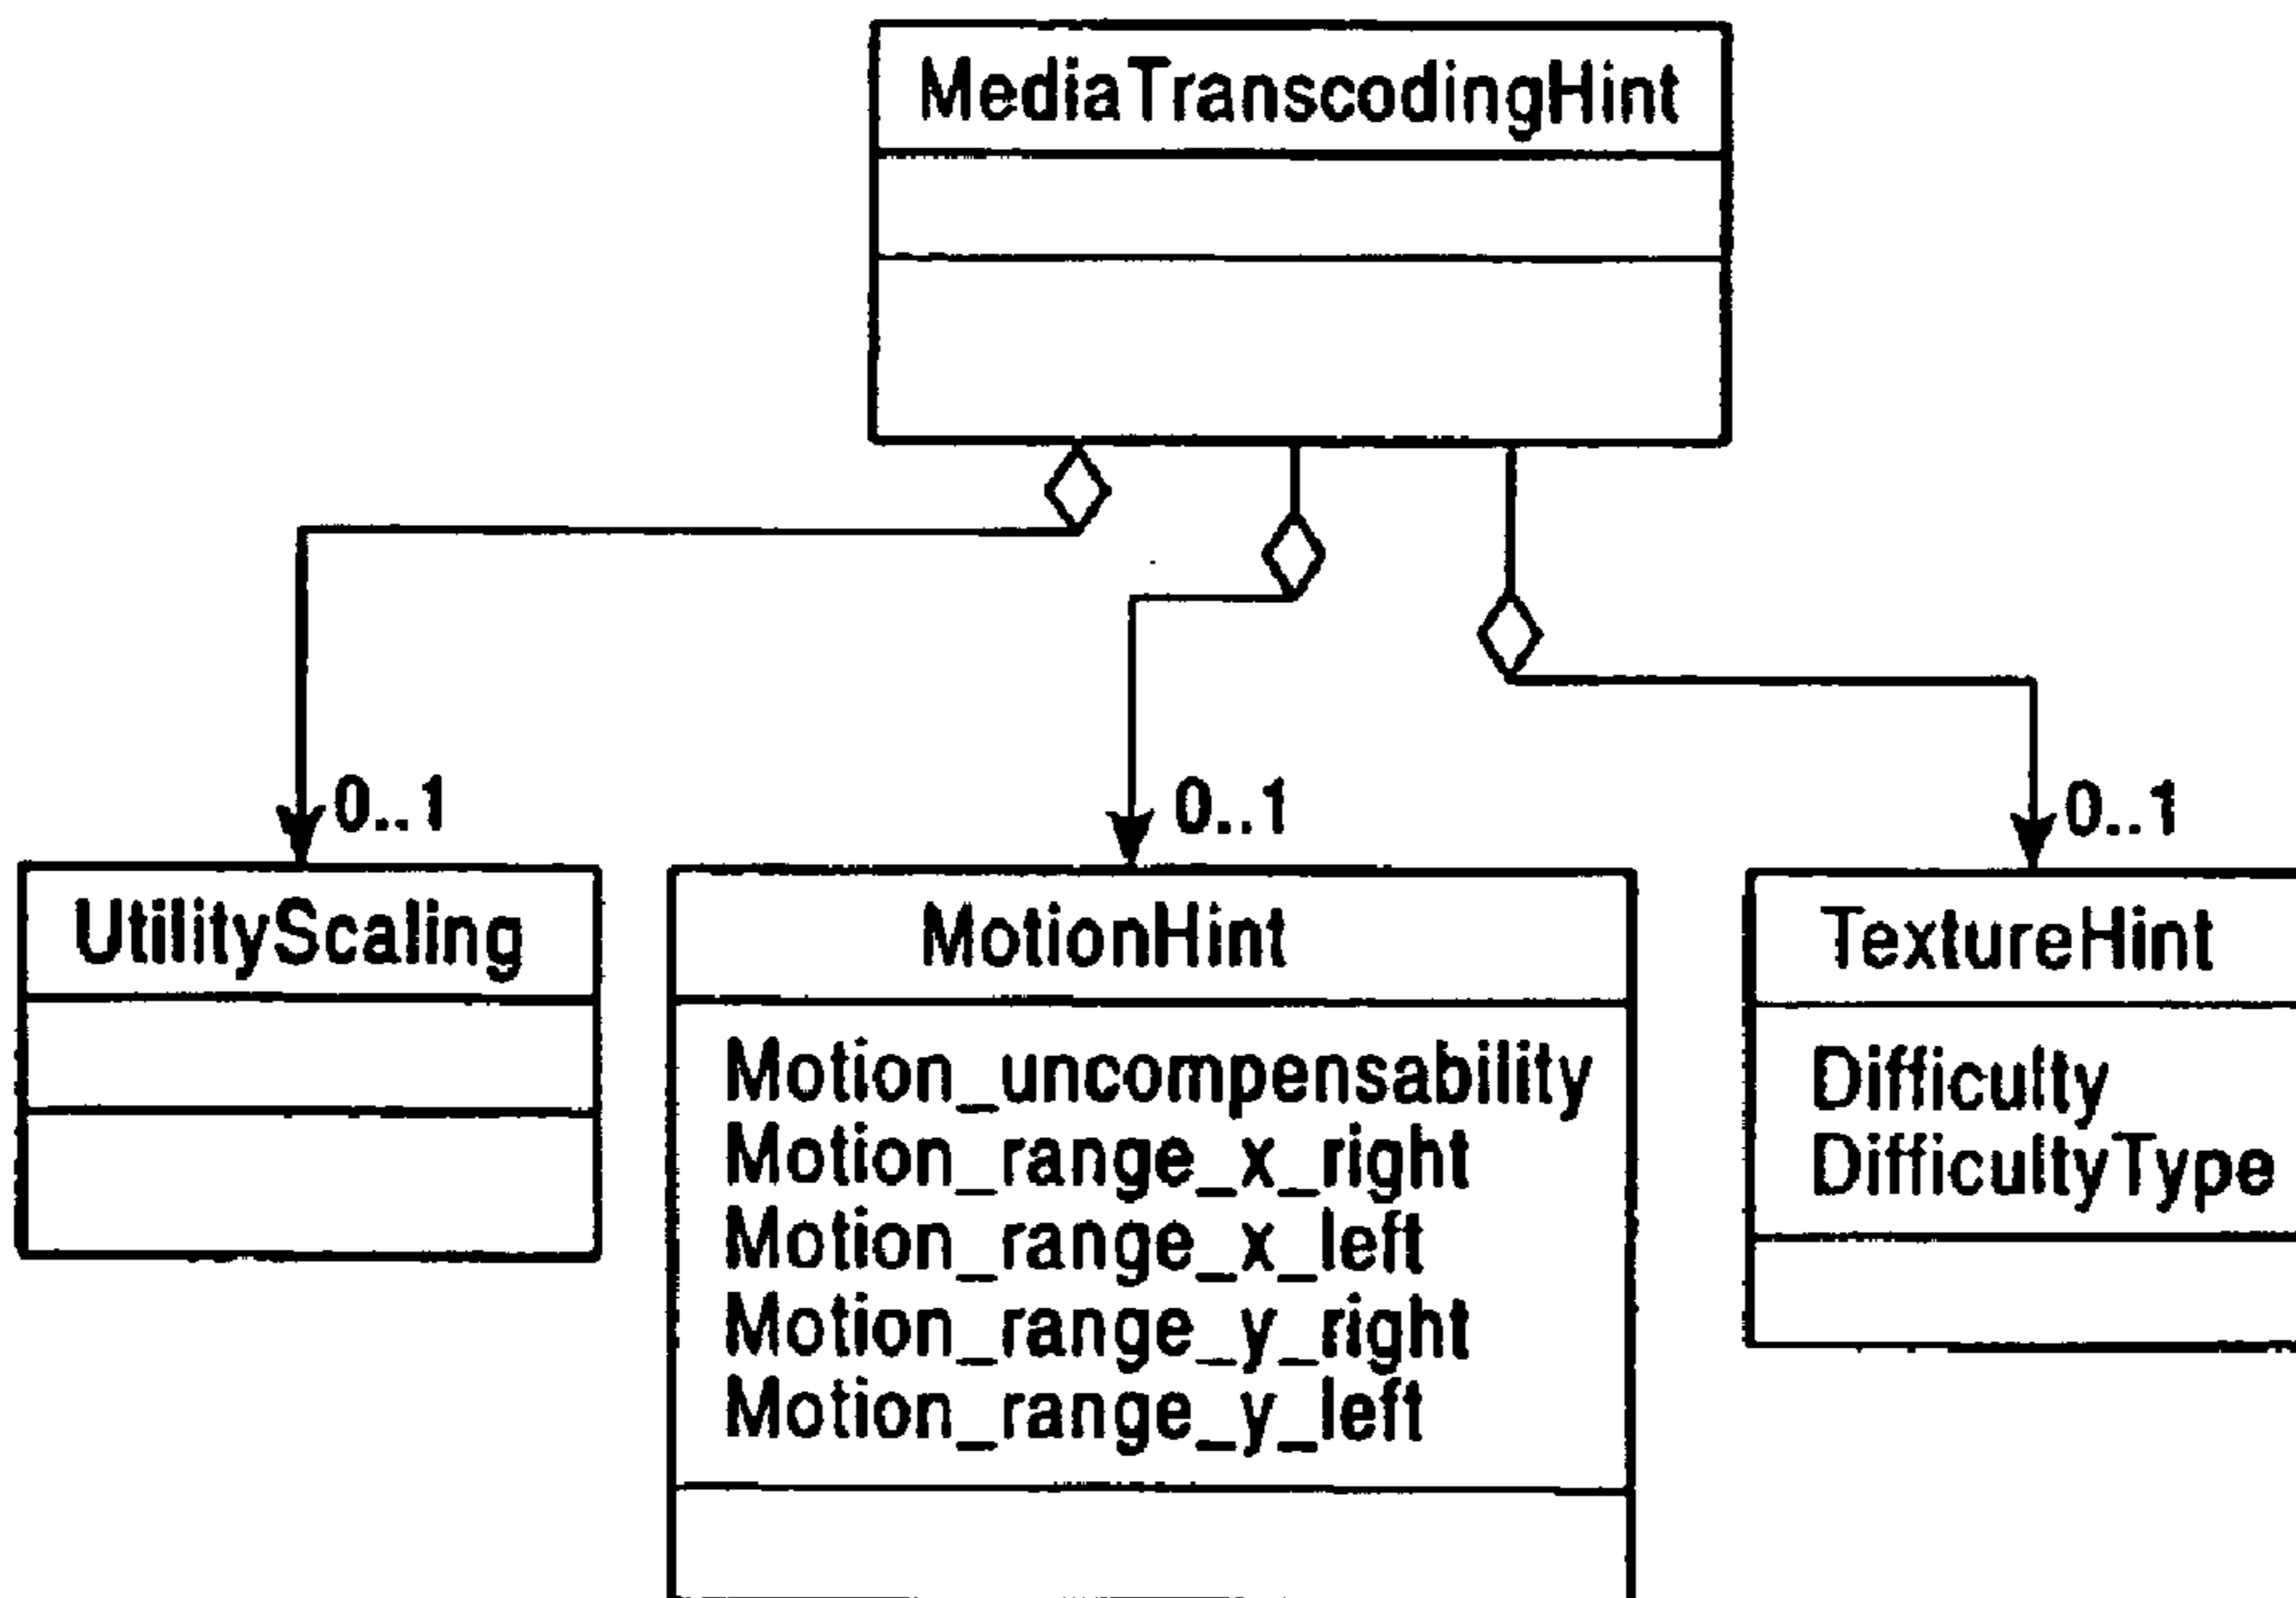 MediaTranscodingHint
0..1
0..1
0..1
UtilityScaling
MotionHint
TextureHint
Motion_uncompensability
Motion_range_x_right
Motion_range_x_left
Motion_range_y_right
Motion_range_y_left
Difficulty
DifficultyType